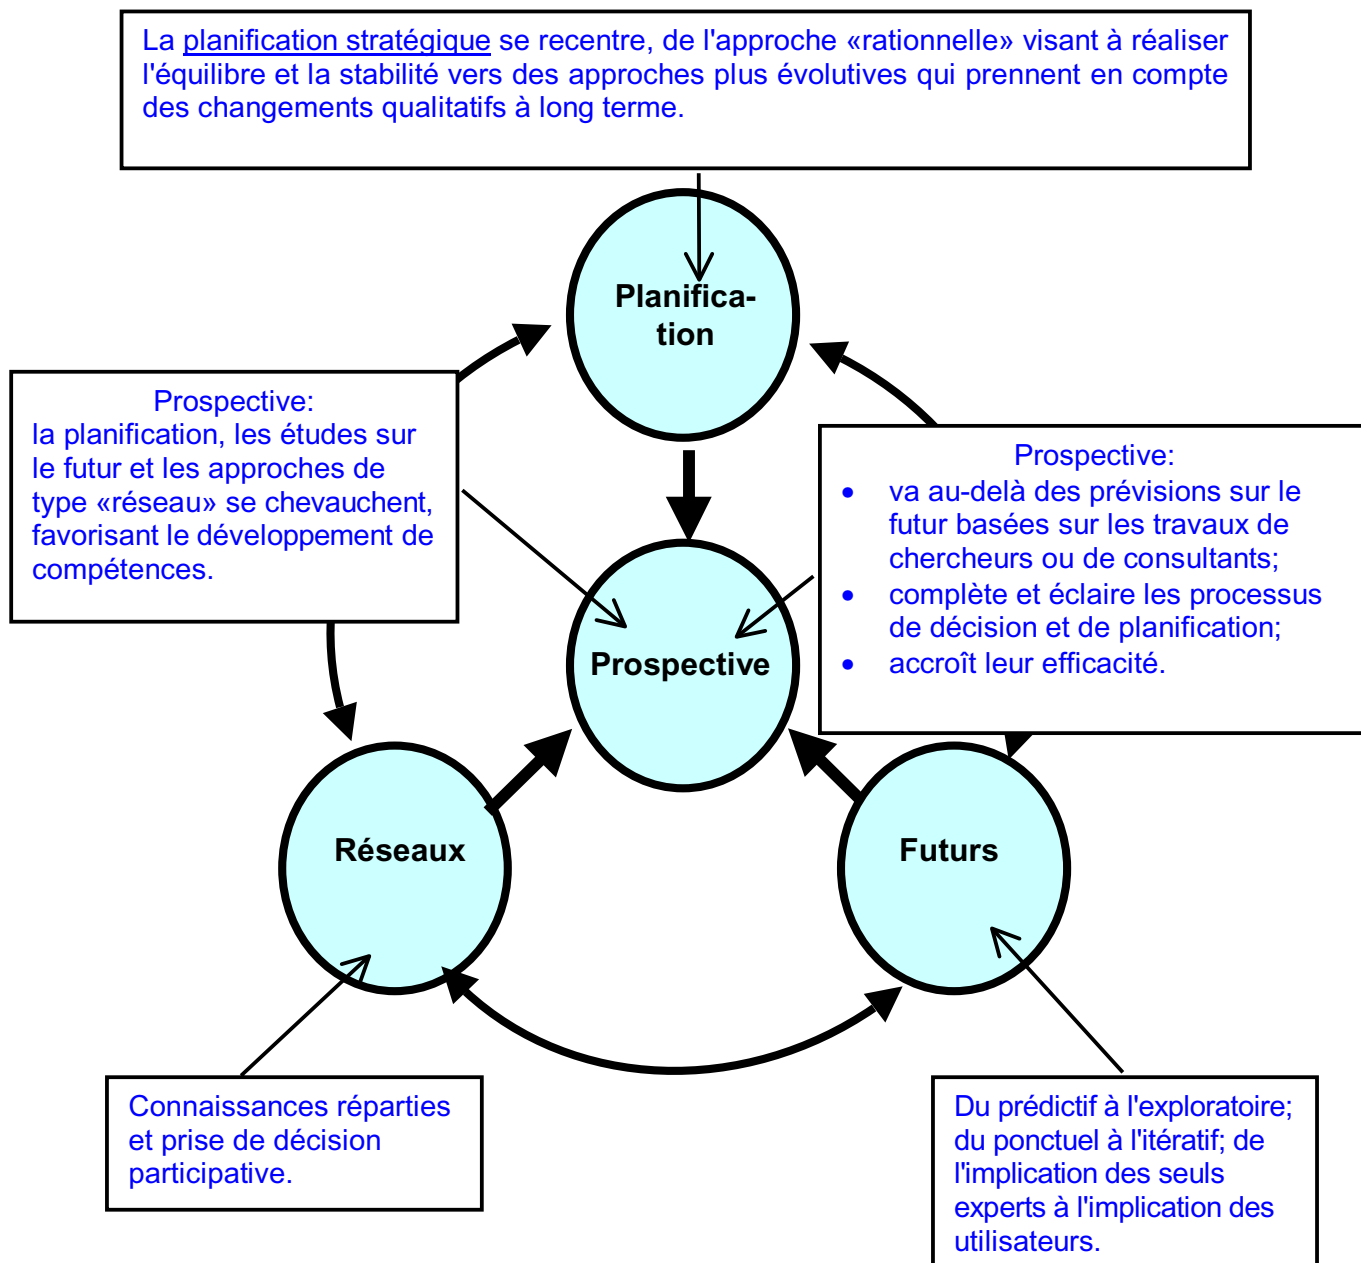 La planification stratégique se recentre, de l'approche «rationnelle» visant à réaliser
l'équilibre et la stabilité vers des approches plus évolutives qui prennent en compte
des changements qualitatifs à long terme.
Planifica-
tion
Prospective:
la planification, les études sur
le futur et les approches de
type «réseau» se chevauchent,
favorisant le développement de
compétences.
Prospective:
• va au-delà des prévisions sur le
futur basées sur les travaux de
chercheurs ou de consultants;
• complète et éclaire les processus
de décision et de planification;
• accroît leur efficacité.
Prospective
Réseaux
Futurs
Connaissances réparties
et prise de décision
participative.
Du prédictif à l'exploratoire;
du ponctuel à l'itératif; de
l'implication des seuls
experts à l'implication des
utilisateurs.